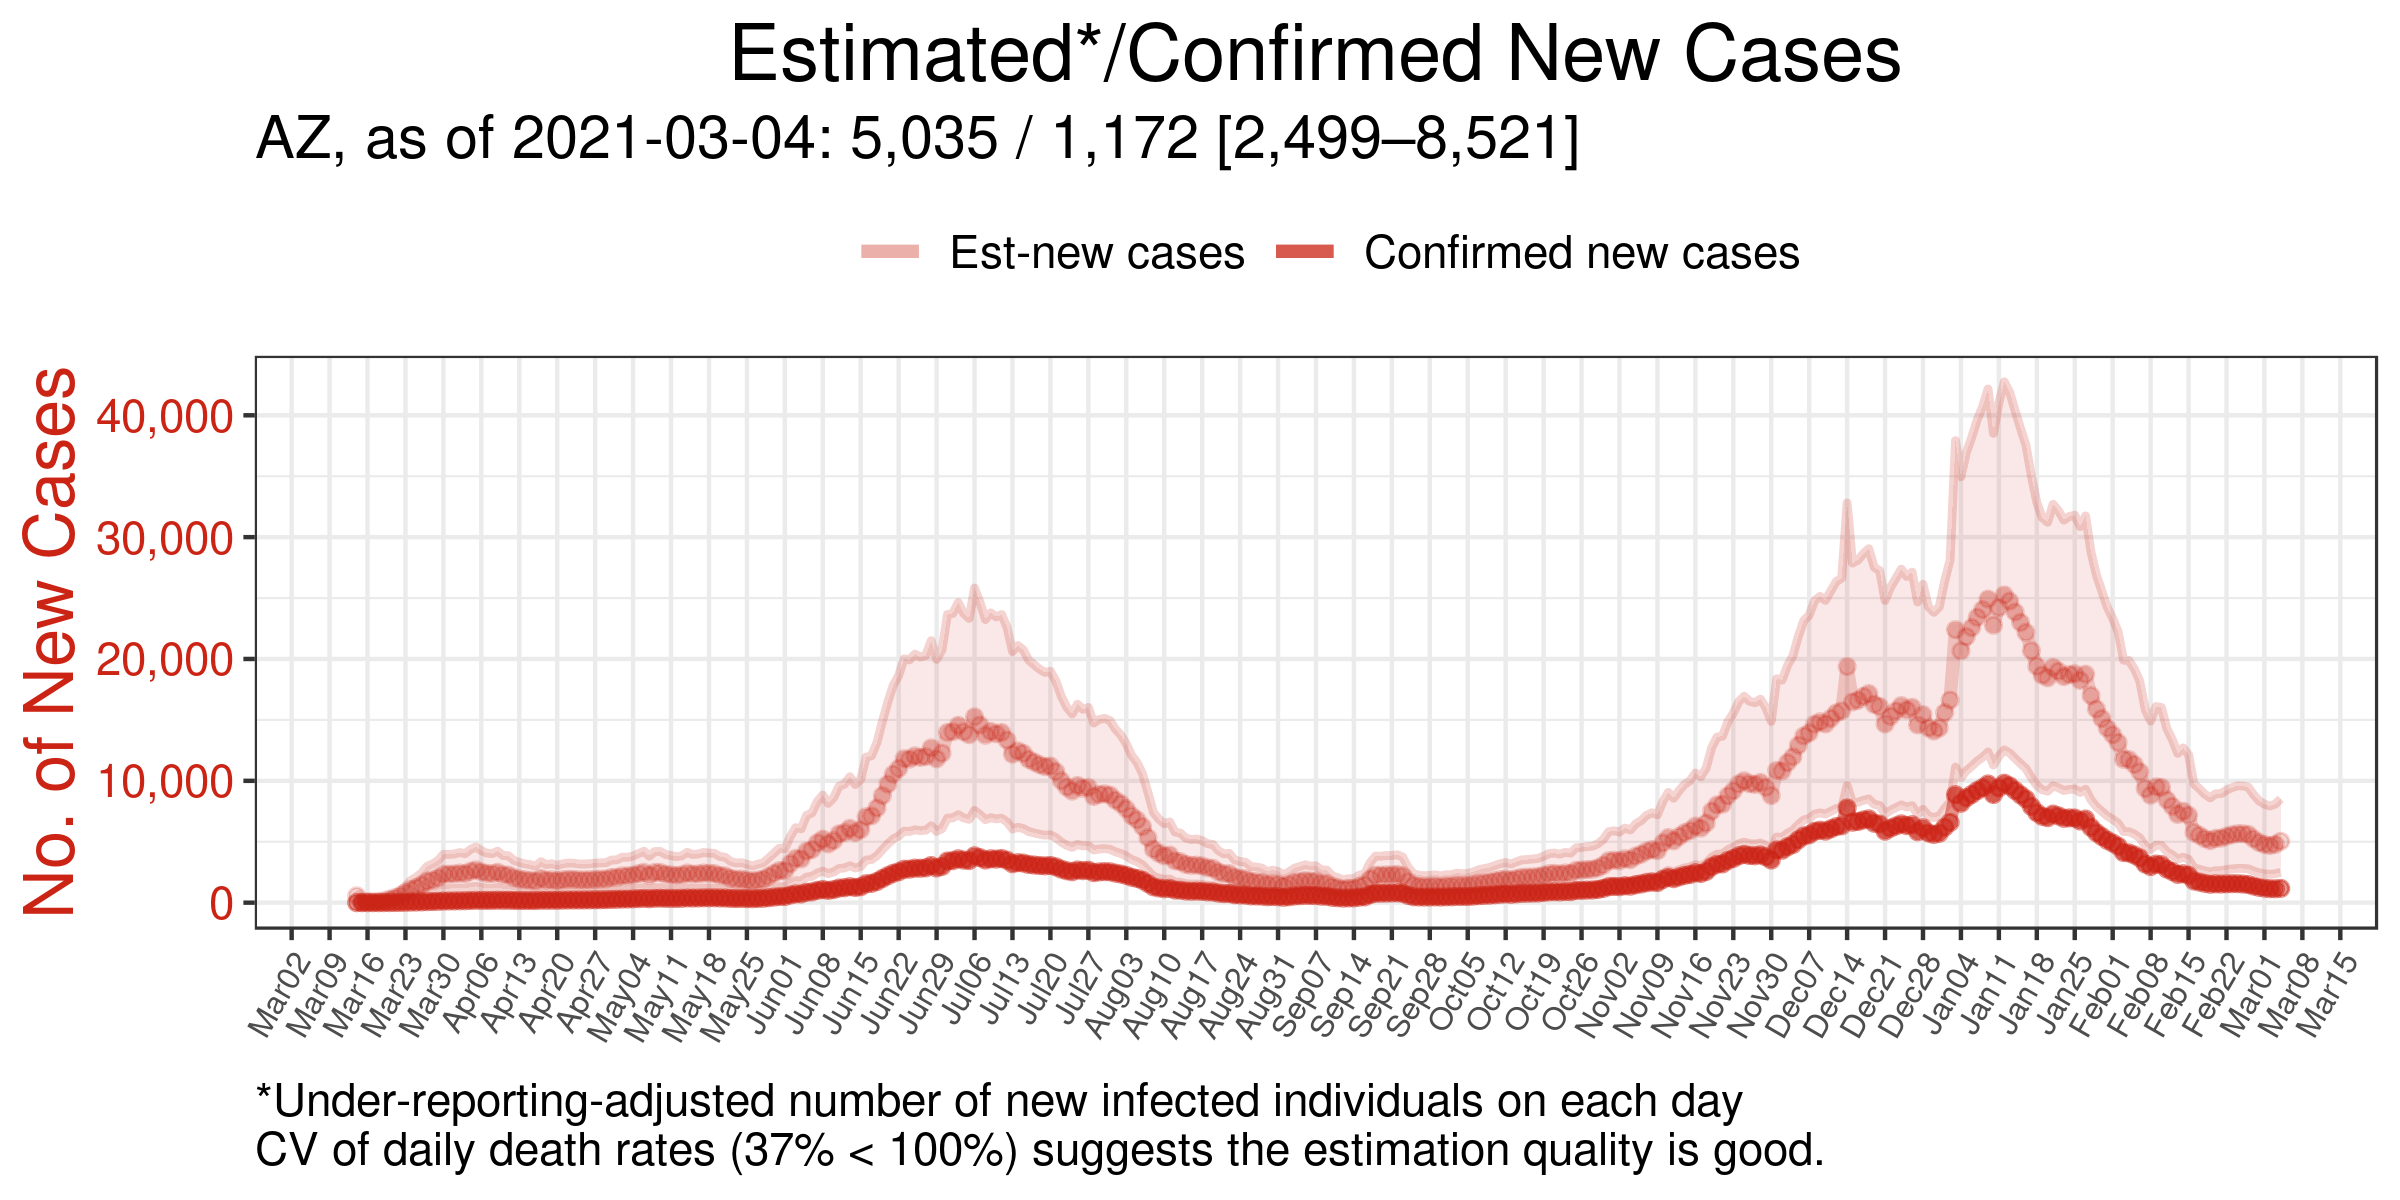 Estimated*/Confirmed New Cases
AZ, as of 2021-03-04: 5,035 / 1,172 [2,499–8,521]
Est-new cases Confirmed new cases
No. of New Cases
40,000
30,000
20,000
10,000
0
Mar02 Mar09 Mar16 Mar23 Mar30 Apr06 Apr13 Apr20 Apr27 May04 May11 May18 May25 Jun01 Jun08 Jun15 Jun22 Jun29 Jul06 Jul13 Jul20 Jul27 Aug03 Aug10 Aug17 Aug24 Aug31 Sep07 Sep14 Sep21 Sep28 Oct05 Oct12 Oct19 Oct26 Nov02 Nov09 Nov16 Nov23 Nov30 Dec07 Dec14 Dec21 Dec28 Jan04 Jan11 Jan18 Jan25 Feb01 Feb08 Feb15 Feb22 Mar01 Mar08 Mar15
*Under-reporting-adjusted number of new infected individuals on each day
CV of daily death rates (37% < 100%) suggests the estimation quality is good.